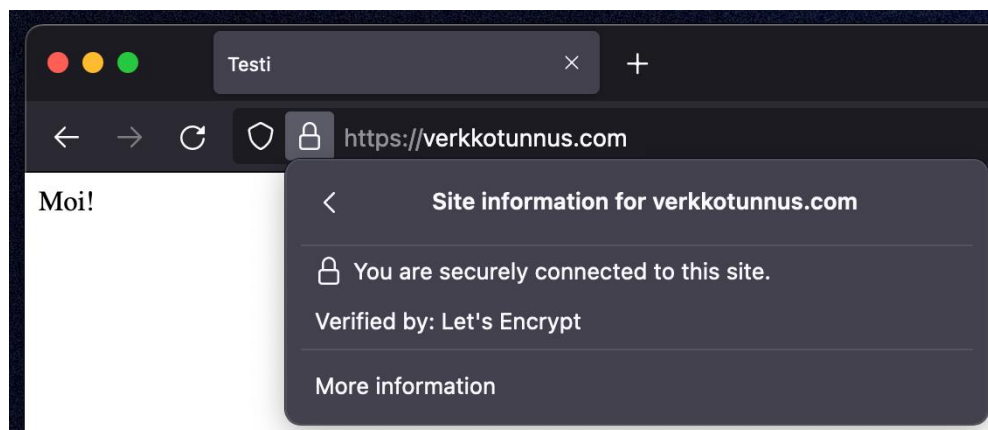 Testi
https://verkkotunnus.com
Moi!
Site information for verkkotunnus.com
You are securely connected to this site.
Verified by: Let's Encrypt
More information